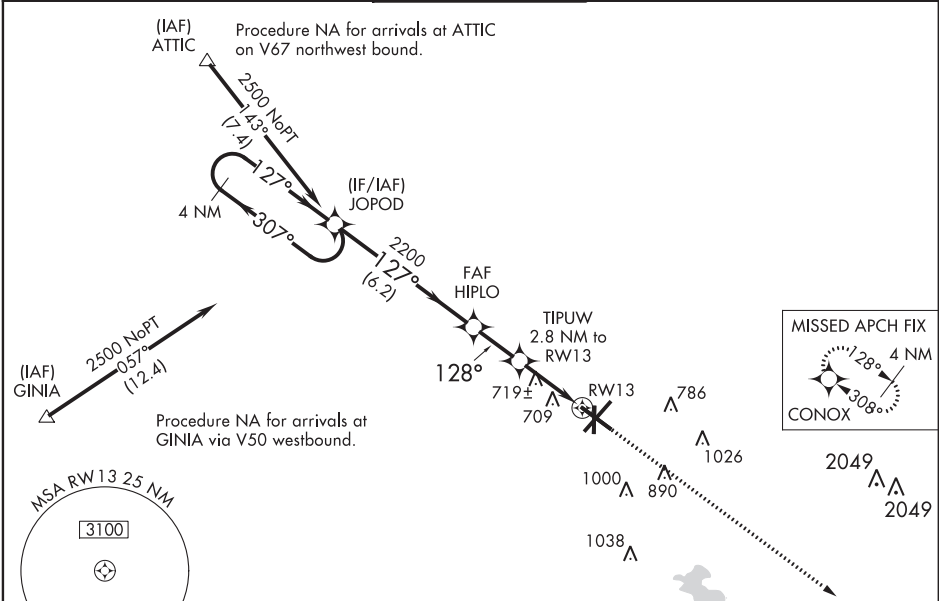 (IAF)
ATTIC
Procedure NA for arrivals at ATTIC
on V67 northwest bound.
2500 NoPT
143°
(7.4)
127°
4 NM
307°
(IF/IAF)
JOPOD
2200
127°
(6.2)
FAF
HIPLO
TIPUW
2.8 NM to
RW13
128°
719±
709
RW13
786
1026
1000
890
1038
2049
2049
MISSED APCH FIX
128°
4 NM
308°
CONOX
2500 NoPT
057°
(12.4)
(IAF)
GINIA
Procedure NA for arrivals at
GINIA via V50 westbound.
MSA RW13 25 NM
3100